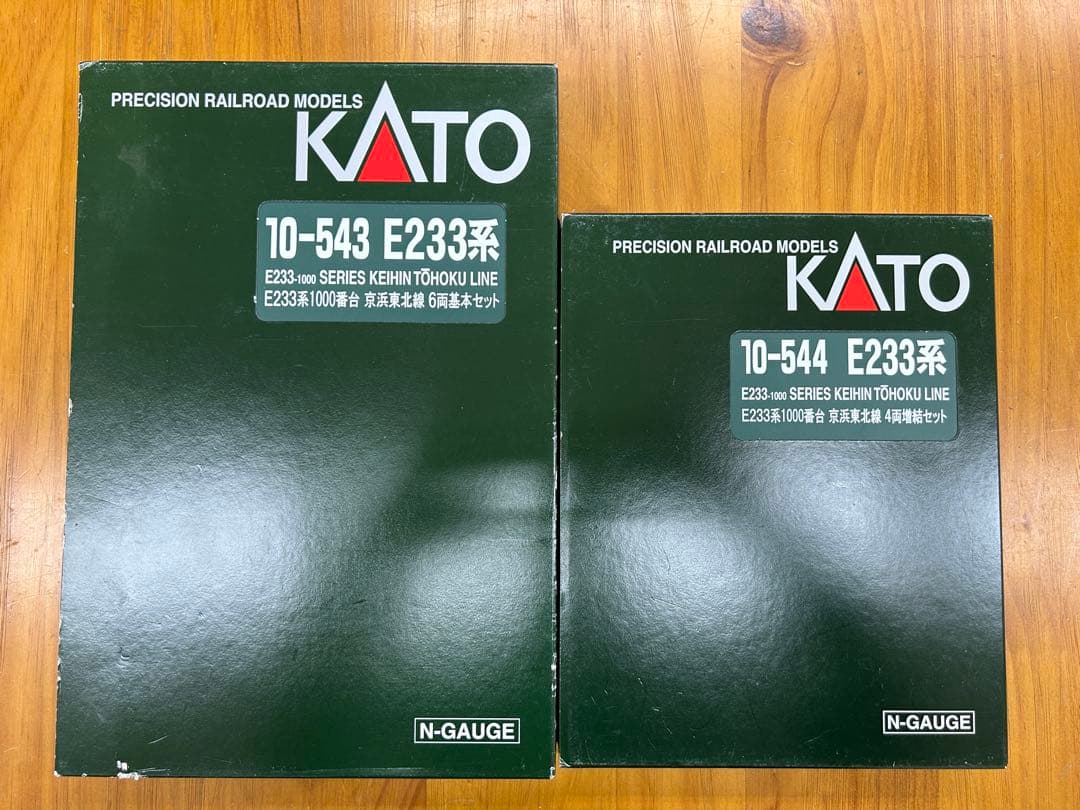 PRECISION RAILROAD MODELS
KATO
10-543 E233系
E233-1000 SERIES KEIHIN TŌHOKU LINE
E233系1000番台 京浜東北線 6両基本セット
N-GAUGE
PRECISION RAILROAD MODELS
KATO
10-544 E233系
E233-1000 SERIES KEIHIN TŌHOKU LINE
E233系1000番台 京浜東北線 4両増結セット
N-GAUGE